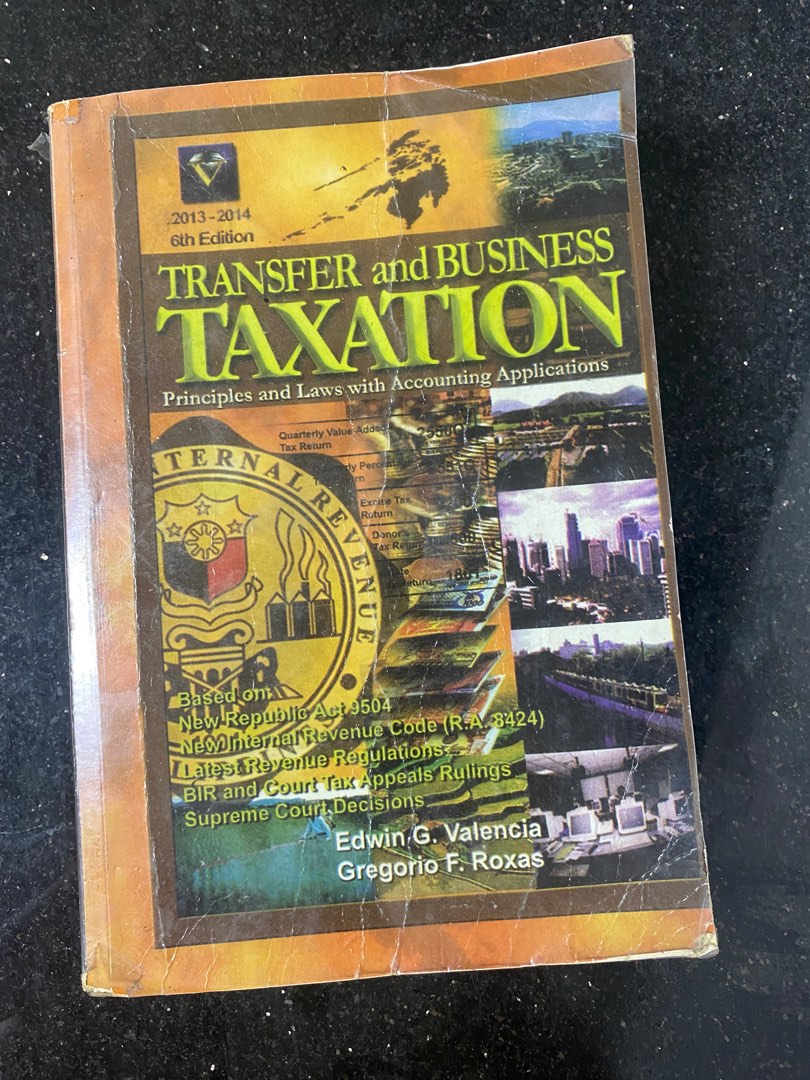 2013 - 2014
6th Edition
TRANSFER and BUSINESS
TAXATION
Principles and Laws with Accounting Applications
Quarterly Value-Added
Tax Return
Excise Tax
Return
Donor's
Tax Return
INTERNAL REVENUE
Based on:
New Republic Act 9504
New Internal Revenue Code (R.A. 8424)
Latest Revenue Regulations
BIR and Court Tax Appeals Rulings
Supreme Court Decisions
Edwin G. Valencia
Gregorio F. Roxas